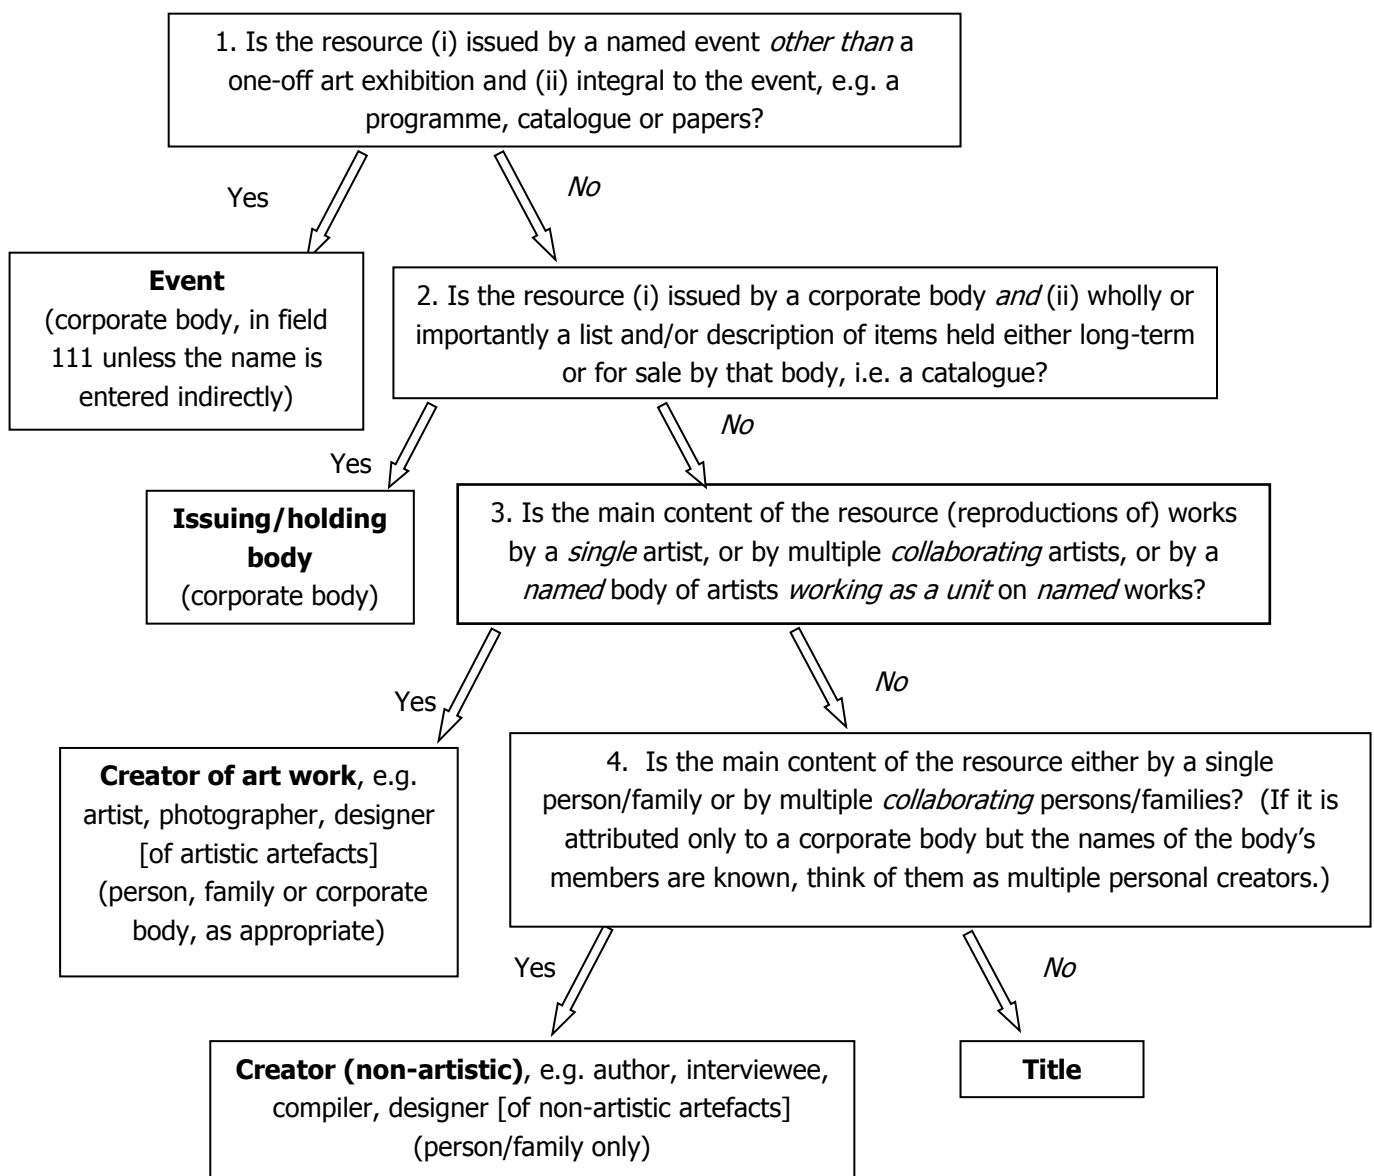 1. Is the resource (i) issued by a named event other than a
one-off art exhibition and (ii) integral to the event, e.g. a
programme, catalogue or papers?
Yes
No
Event
(corporate body, in field
111 unless the name is
entered indirectly)
2. Is the resource (i) issued by a corporate body and (ii) wholly or
importantly a list and/or description of items held either long-term
or for sale by that body, i.e. a catalogue?
Yes
No
Issuing/holding
body
(corporate body)
3. Is the main content of the resource (reproductions of) works
by a single artist, or by multiple collaborating artists, or by a
named body of artists working as a unit on named works?
Yes
No
Creator of art work, e.g.
artist, photographer, designer
[of artistic artefacts]
(person, family or corporate
body, as appropriate)
4. Is the main content of the resource either by a single
person/family or by multiple collaborating persons/families? (If it is
attributed only to a corporate body but the names of the body's
members are known, think of them as multiple personal creators.)
Yes
No
Creator (non-artistic), e.g. author, interviewee,
compiler, designer [of non-artistic artefacts]
(person/family only)
Title